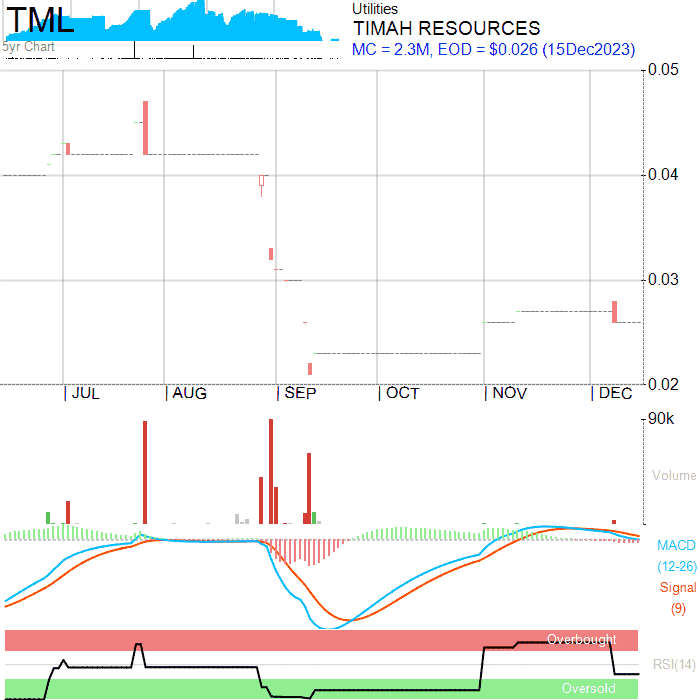 TML
Utilities
TIMAH RESOURCES
MC = 2.3M, EOD = $0.026 (15Dec2023)
5yr Chart
0.05
0.04
0.03
0.02
JUL AUG SEP OCT NOV DEC
90k
Volume
MACD
(12-26)
Signal
(9)
Overbought
RSI(14)
Oversold